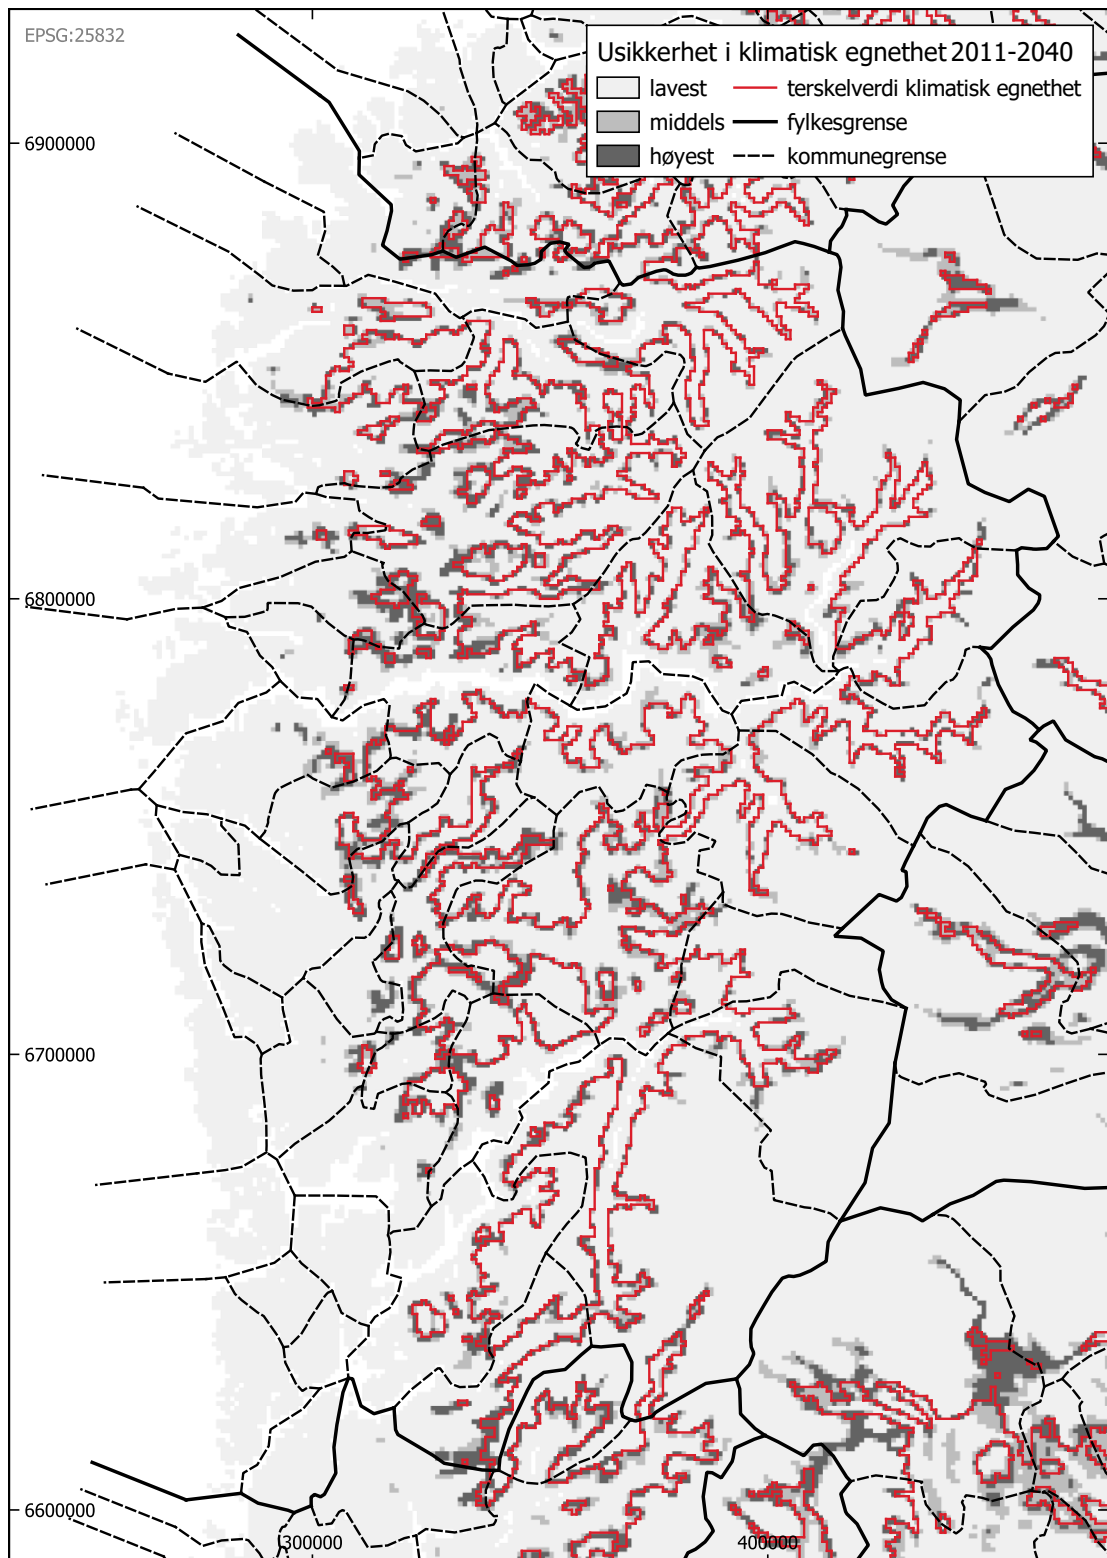 EPSG:25832
Usikkerhet i klimatisk egnethet 2011-2040
lavest
terskelverdi klimatisk egnethet
middels
fylkesgrense
høyest
kommunegrense
6900000
6800000
6700000
6600000
300000
400000